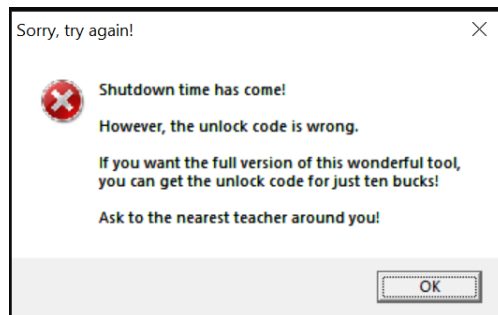 Sorry, try again!
Shutdown time has come!
However, the unlock code is wrong.
If you want the full version of this wonderful tool,
you can get the unlock code for just ten bucks!
Ask to the nearest teacher around you!
OK